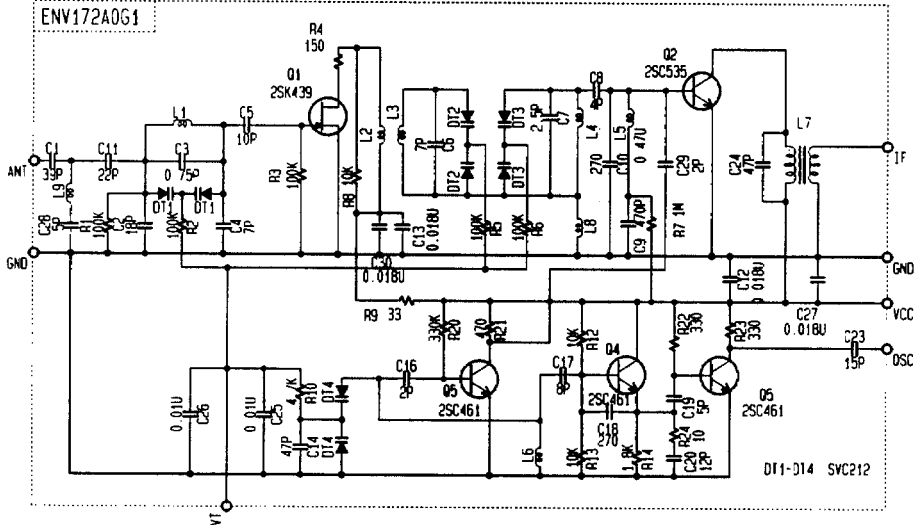 ENV172A0G1
R4
150
Q1
2SK439
Q2
2SC535
L1
C5
10P
C1
39P
C11
22P
C3
0 75P
ANT
L9
C28
5P
R1
100K
18P
DT1
DT1
100K
R2
C4
7P
R3
100K
L2
L3
R8 10K
C13
0.018U
C30
0.018U
7P
C6
DT2
DT2
DT3
DT3
2 5P
C7
C8
L4
L5
0 47U
270
C10
C29
2P
100K
R5
100K
R6
L8
C9
470P
R7 1M
C24
47P
L7
IF
GND
GND
C12
0 018U
C27
0.018U
VCC
R9 33
330K
R20
470
R21
10K
R12
R22
330
R23
330
C23
15P
OSC
0 01U
C26
0.01U
C25
4.7K
R10
47P
C14
DT4
DT4
C16
2P
Q5
2SC461
C17
9P
Q4
2SC461
C18
270
L6
10K
R13
1.8K
R14
C19
5P
R24
10
C20
12P
Q5
2SC461
DT1-DT4 SVC212
VT